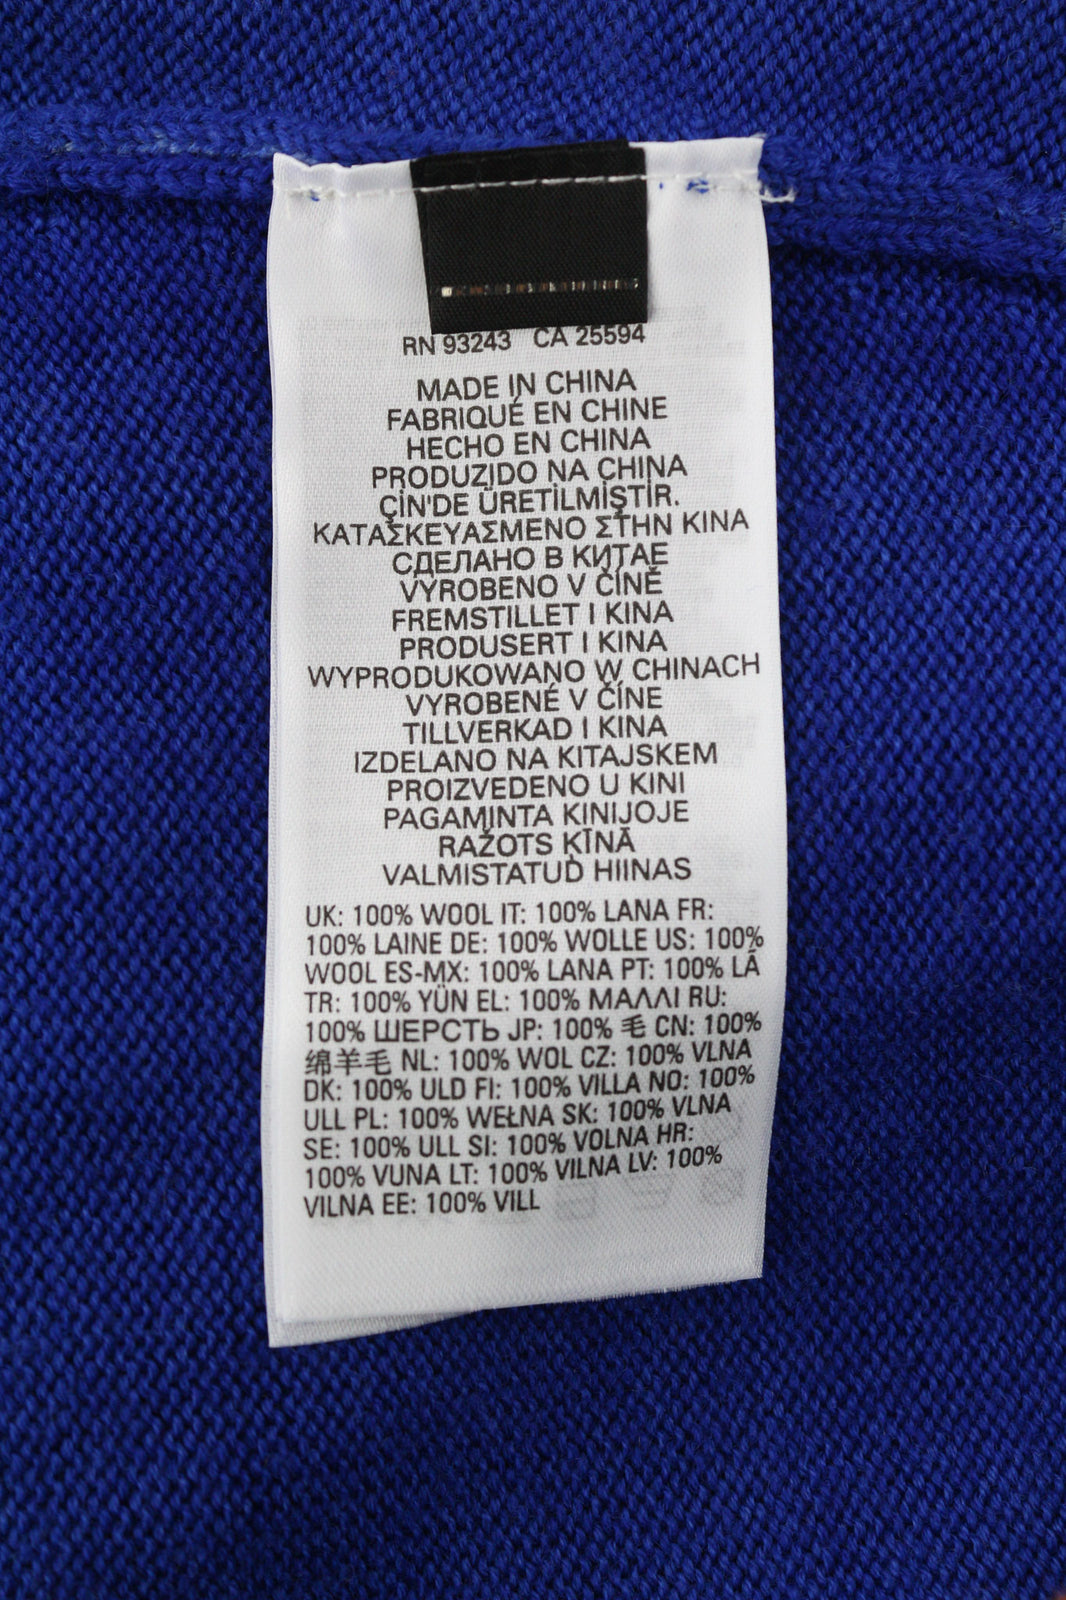 RN 93243 CA 25594
MADE IN CHINA
FABRIQUÉ EN CHINE
HECHO EN CHINA
PRODUZIDO NA CHINA
ÇİN'DE ÜRETİLMİŞTİR.
ΚΑΤΑΣΚΕΥΑΣΜΕΝΟ ΣΤΗΝ ΚΙΝΑ
СДЕЛАНО В КИТАЕ
VYROBENO V ČÍNĚ
FREMSTILLET I KINA
PRODUSERT I KINA
WYPRODUKOWANO W CHINACH
VYROBENÉ V ČÍNE
TILLVERKAD I KINA
IZDELANO NA KITAJSKEM
PROIZVEDENO U KINI
PAGAMINTA KINIJOJE
RAŽOTS ĶĪNĀ
VALMISTATUD HIINAS
UK: 100% WOOL IT: 100% LANA FR:
100% LAINE DE: 100% WOLLE US: 100%
WOOL ES-MX: 100% LANA PT: 100% LÃ
TR: 100% YÜN EL: 100% ΜΑΛΛΙ RU:
100% ШЕРСТЬ JP: 100% 毛 CN: 100%
绵羊毛 NL: 100% WOL CZ: 100% VLNA
DK: 100% ULD FI: 100% VILLA NO: 100%
ULL PL: 100% WEŁNA SK: 100% VLNA
SE: 100% ULL SI: 100% VOLNA HR:
100% VUNA LT: 100% VILNA LV: 100%
VILNA EE: 100% VILL